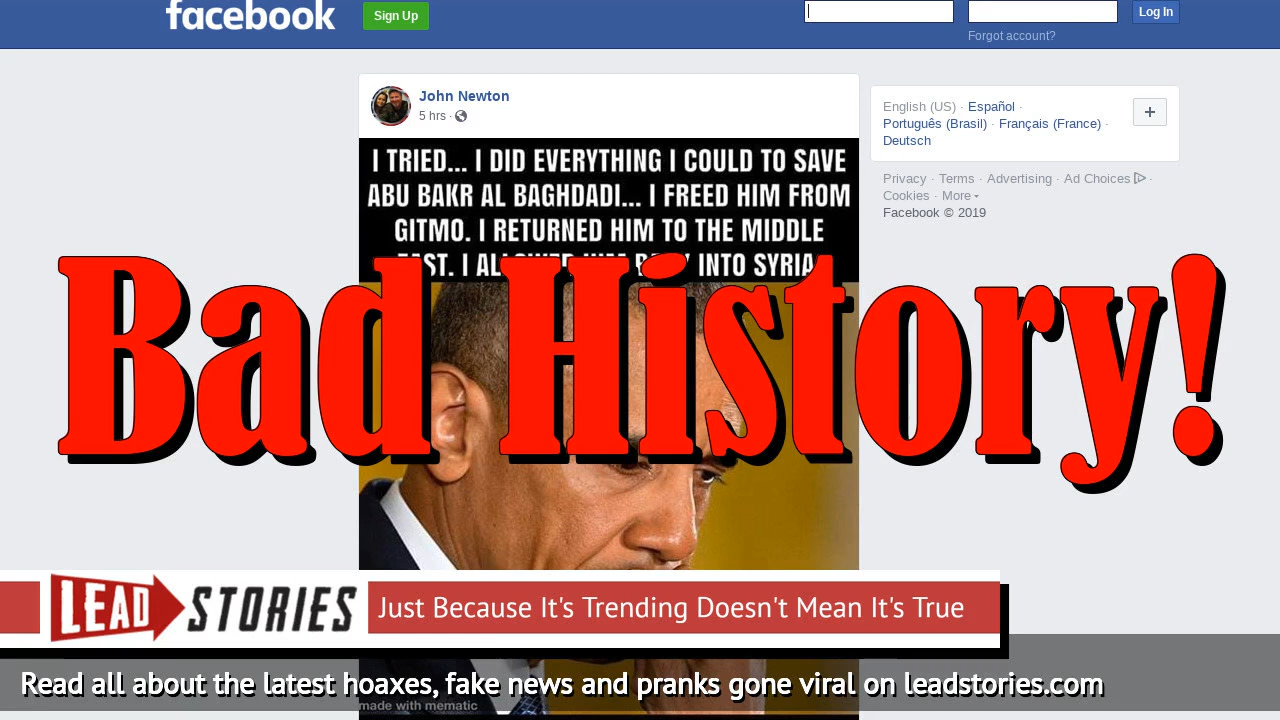 facebook
Sign Up
Log In
Forgot account?
John Newton
5 hrs ·
English (US) · Español ·
Português (Brasil) · Français (France) ·
Deutsch
Privacy · Terms · Advertising · Ad Choices ·
Cookies · More
Facebook © 2019
I TRIED... I DID EVERYTHING I COULD TO SAVE
ABU BAKR AL BAGHDADI... I FREED HIM FROM
GITMO. I RETURNED HIM TO THE MIDDLE
INTO SYRIA
Bad History!
LEAD STORIES
Just Because It's Trending Doesn't Mean It's True
Read all about the latest hoaxes, fake news and pranks gone viral on leadstories.com
made with mematic